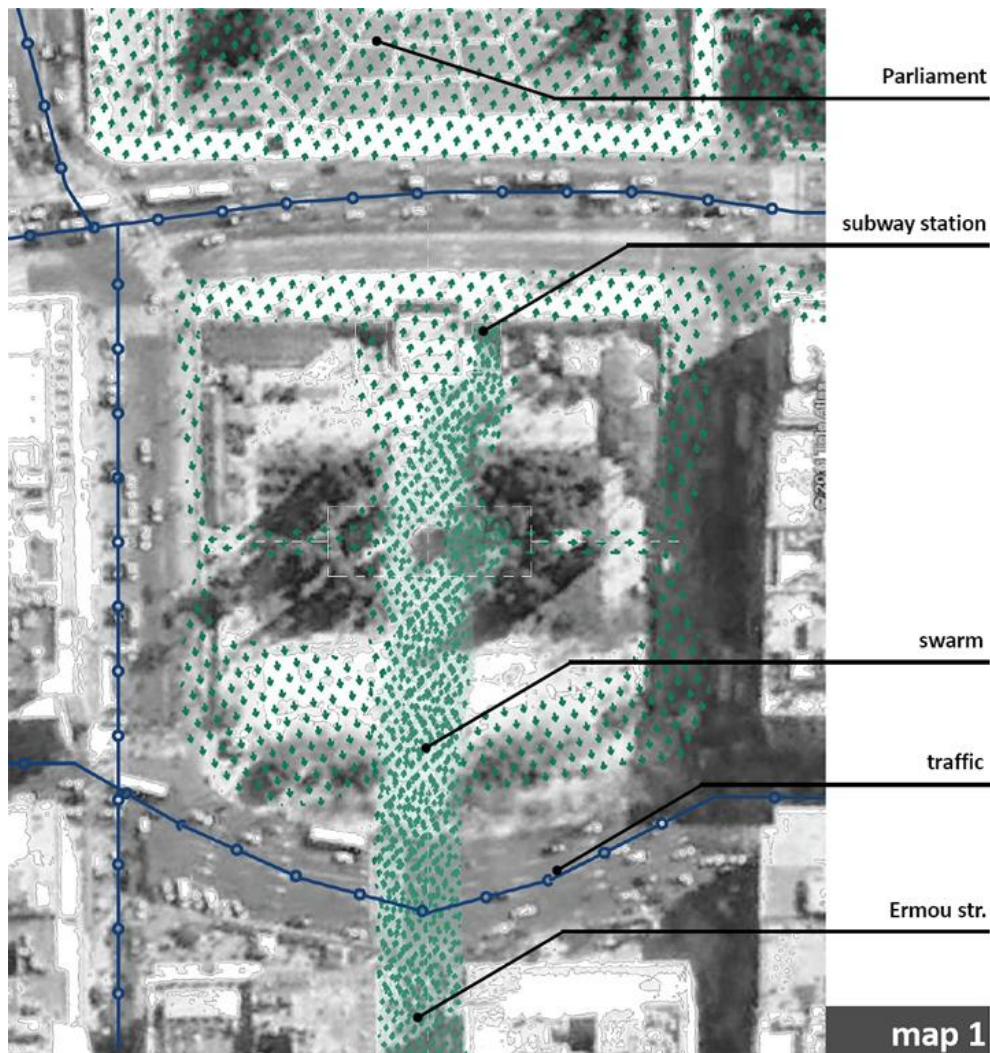 Parliament
subway station
swarm
traffic
Ermou str.
map 1